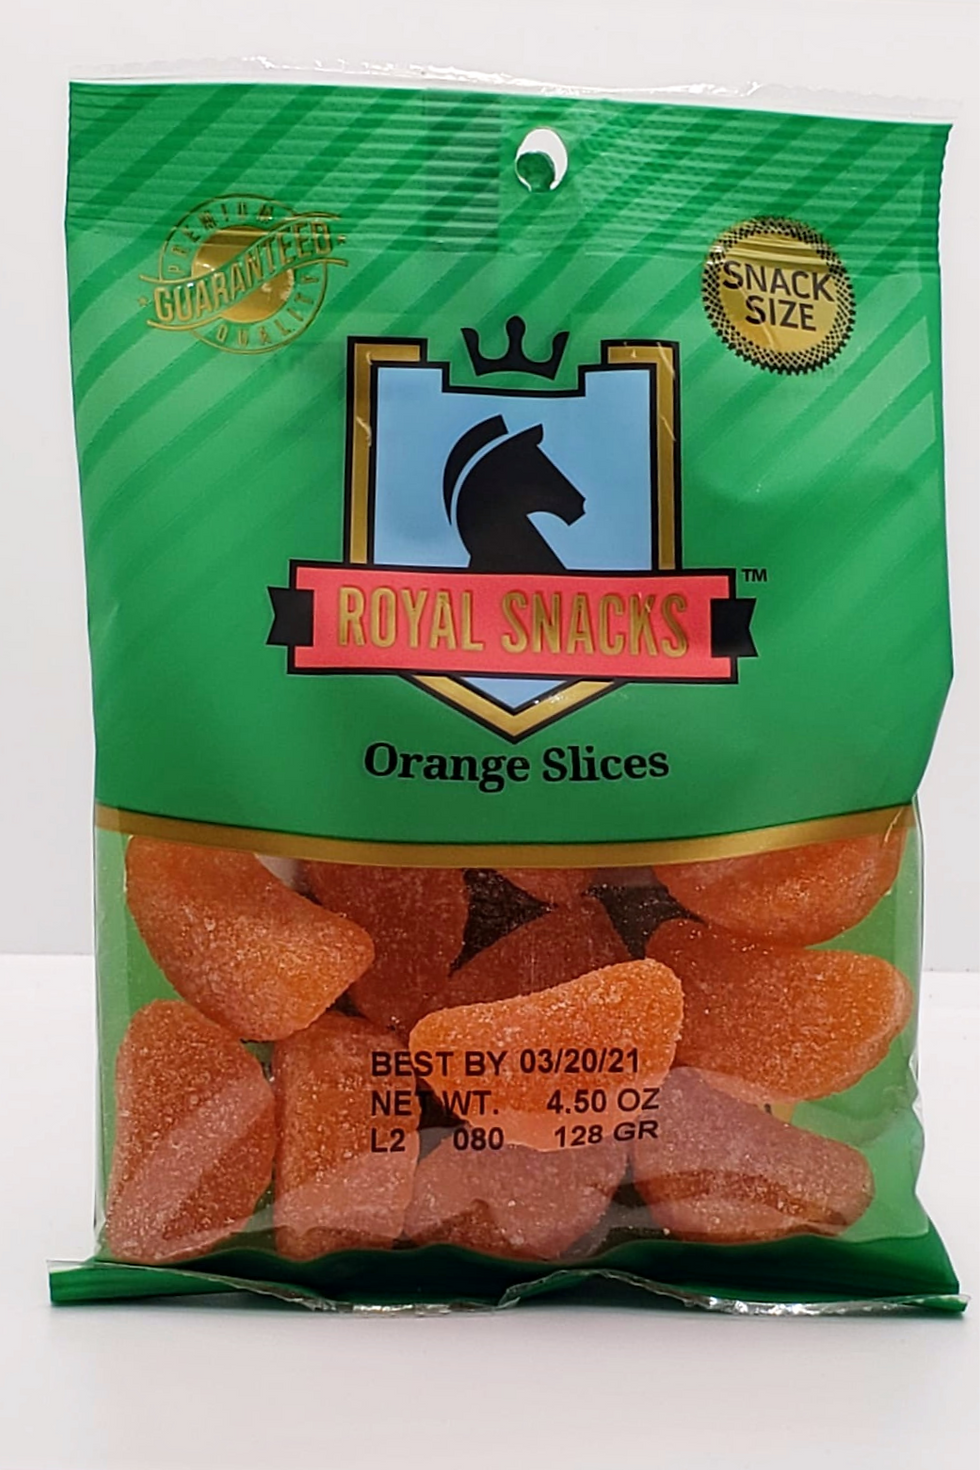 PREMIUM
GUARANTEED
QUALITY
SNACK
SIZE
ROYAL SNACKS
TM
Orange Slices
BEST BY 03/20/21
NET WT. 4.50 OZ
L2 080 128 GR